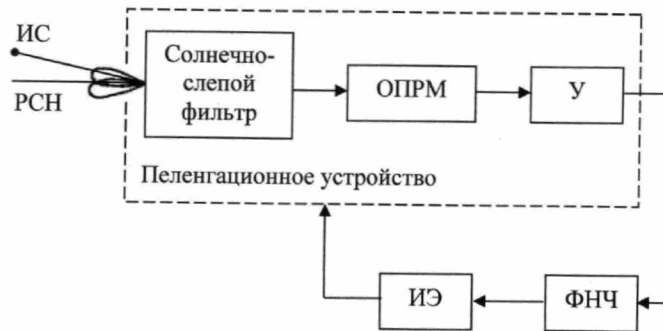 ИС
РСН
Солнечно-
слепой
фильтр
ОПРМ
У
Пеленгационное устройство
ИЭ
ФНЧ